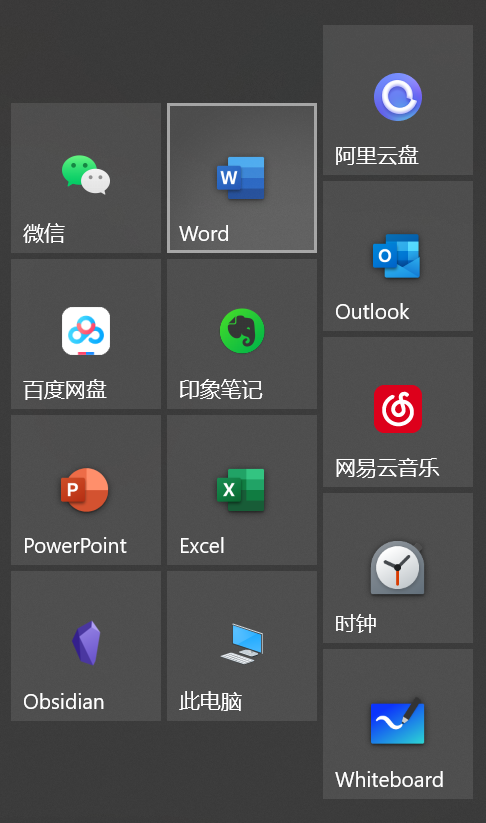 阿里云盘
微信
Word
Outlook
百度网盘
印象笔记
网易云音乐
PowerPoint
Excel
时钟
Obsidian
此电脑
Whiteboard